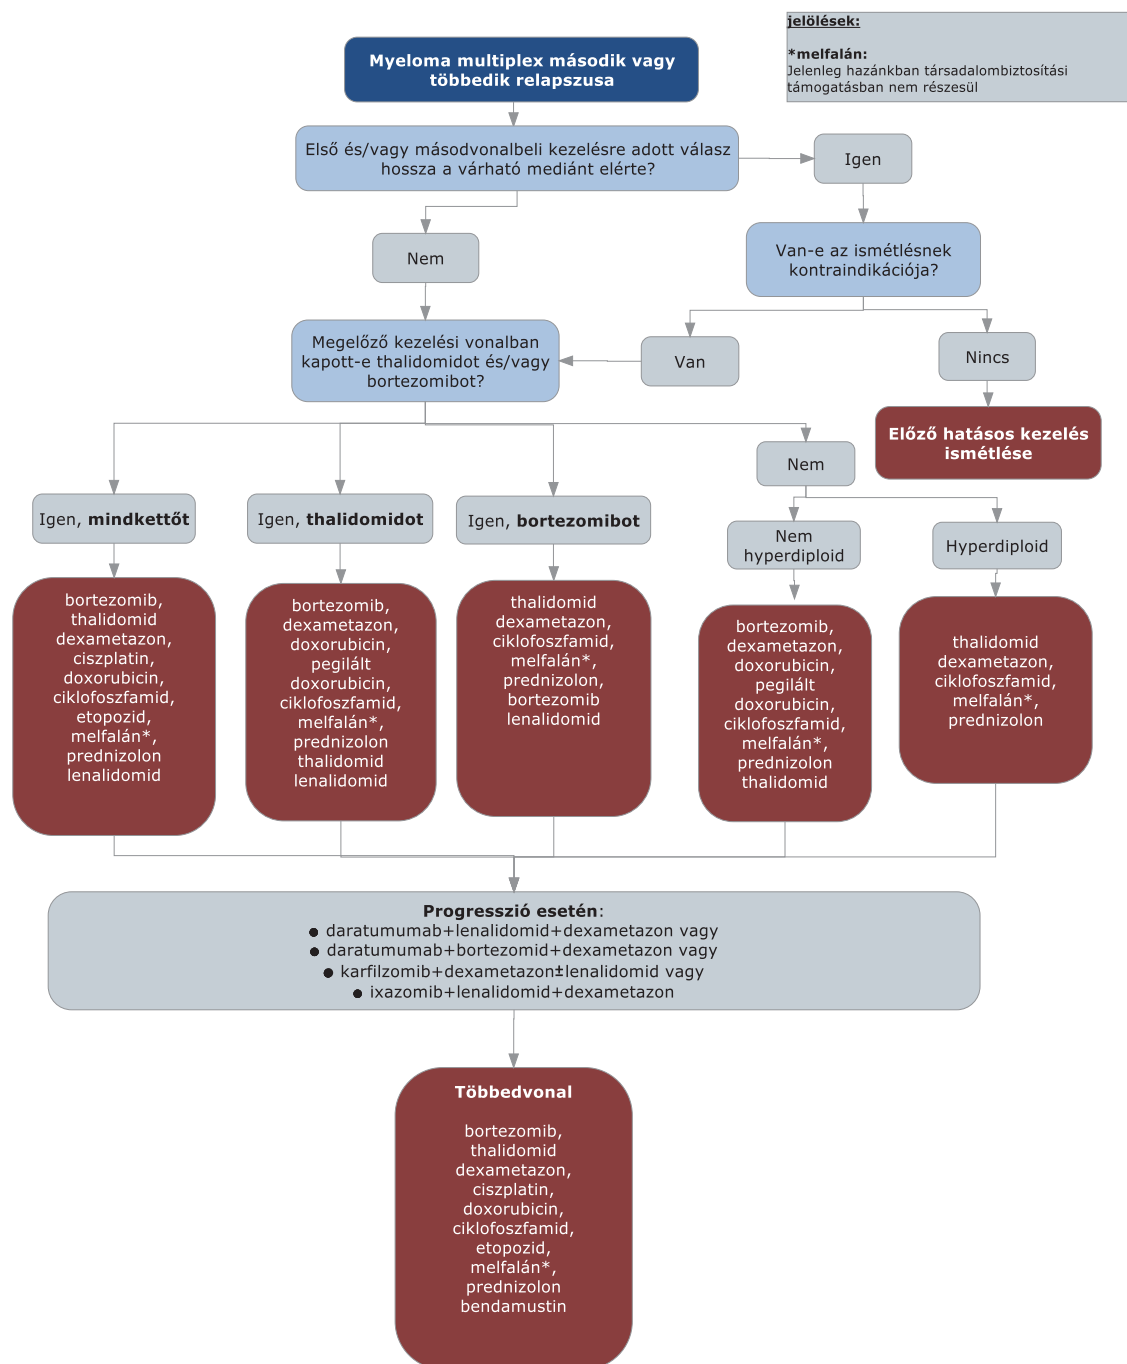 jelölések:
*melfalán:
Jelenleg hazánkban társadalombiztosítási
támogatásban nem részesül
Myeloma multiplex második vagy
többedik relapszusa
Első és/vagy másodvonalbeli kezelésre adott válasz
hossza a várható mediánt elérte?
Igen
Nem
Van-e az ismétlésnek
kontraindikációja?
Megelőző kezelési vonalban
kapott-e thalidomidot és/vagy
bortezomibot?
Van
Nincs
Előző hatásos kezelés
ismétlése
Nem
Igen, mindkettőt
Igen, thalidomidot
Igen, bortezomibot
Nem
hyperdiploid
Hyperdiploid
bortezomib,
thalidomid
dexametazon,
ciszplatin,
doxorubicin,
ciklofoszfamid,
etopozid,
melfalán*,
prednizolon
lenalidomid
bortezomib,
dexametazon,
doxorubicin,
pegilált
doxorubicin,
ciklofoszfamid,
melfalán*,
prednizolon
thalidomid
lenalidomid
thalidomid
dexametazon,
ciklofoszfamid,
melfalán*,
prednizolon,
bortezomib
lenalidomid
bortezomib,
dexametazon,
doxorubicin,
pegilált
doxorubicin,
ciklofoszfamid,
melfalán*,
prednizolon
thalidomid
thalidomid
dexametazon,
ciklofoszfamid,
melfalán*,
prednizolon
Progresszió esetén:
● daratumumab+lenalidomid+dexametazon vagy
● daratumumab+bortezomid+dexametazon vagy
● karfilzomib+dexametazon±lenalidomid vagy
● ixazomib+lenalidomid+dexametazon
Többedvonal
bortezomib,
thalidomid
dexametazon,
ciszplatin,
doxorubicin,
ciklofoszfamid,
etopozid,
melfalán*,
prednizolon
bendamustin